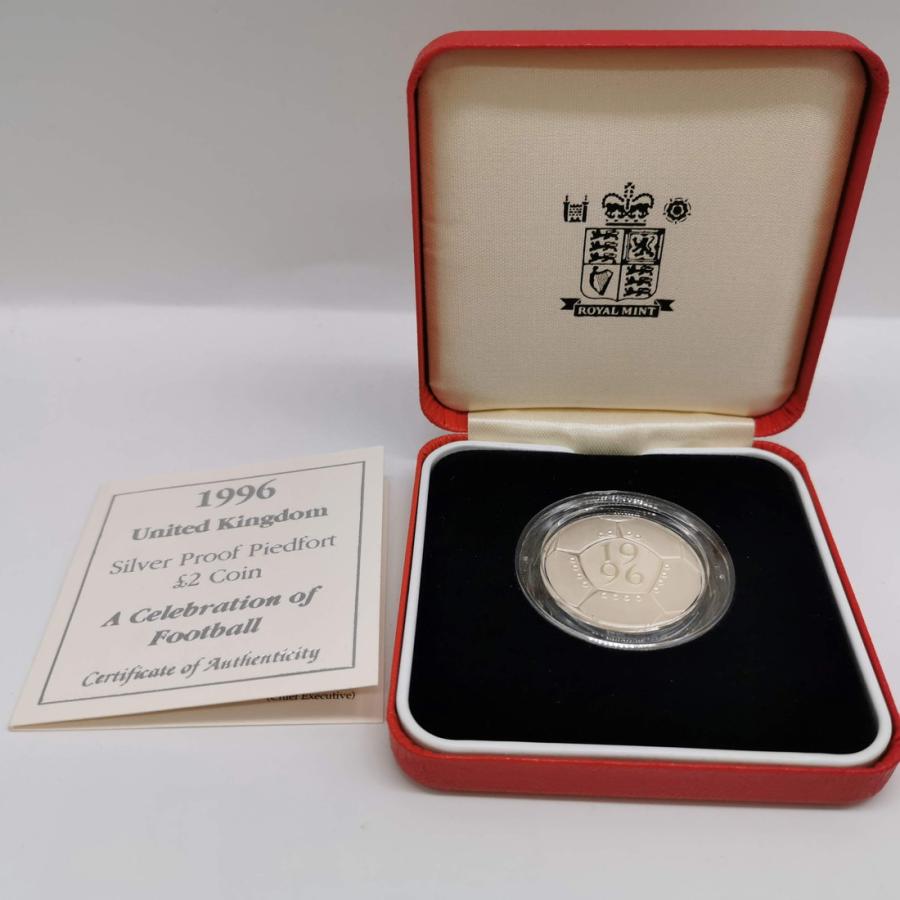 ROYAL MINT
1996
United Kingdom
Silver Proof Piedfort
£2 Coin
A Celebration of
Football
Certificate of Authenticity
(Chief Executive)
19
96